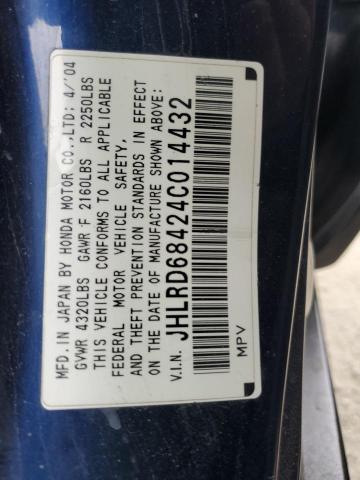 MFD.IN JAPAN BY HONDA MOTOR CO.,LTD: 4/'04
GVWR 4320LBS GAWR F 2160LBS R 2250LBS
THIS VEHICLE CONFORMS TO ALL APPLICABLE
FEDERAL MOTOR VEHICLE SAFETY,
AND THEFT PREVENTION STANDARDS IN EFFECT
ON THE DATE OF MANUFACTURE SHOWN ABOVE:
V.I.N. JHLRD68424C014432
MPV